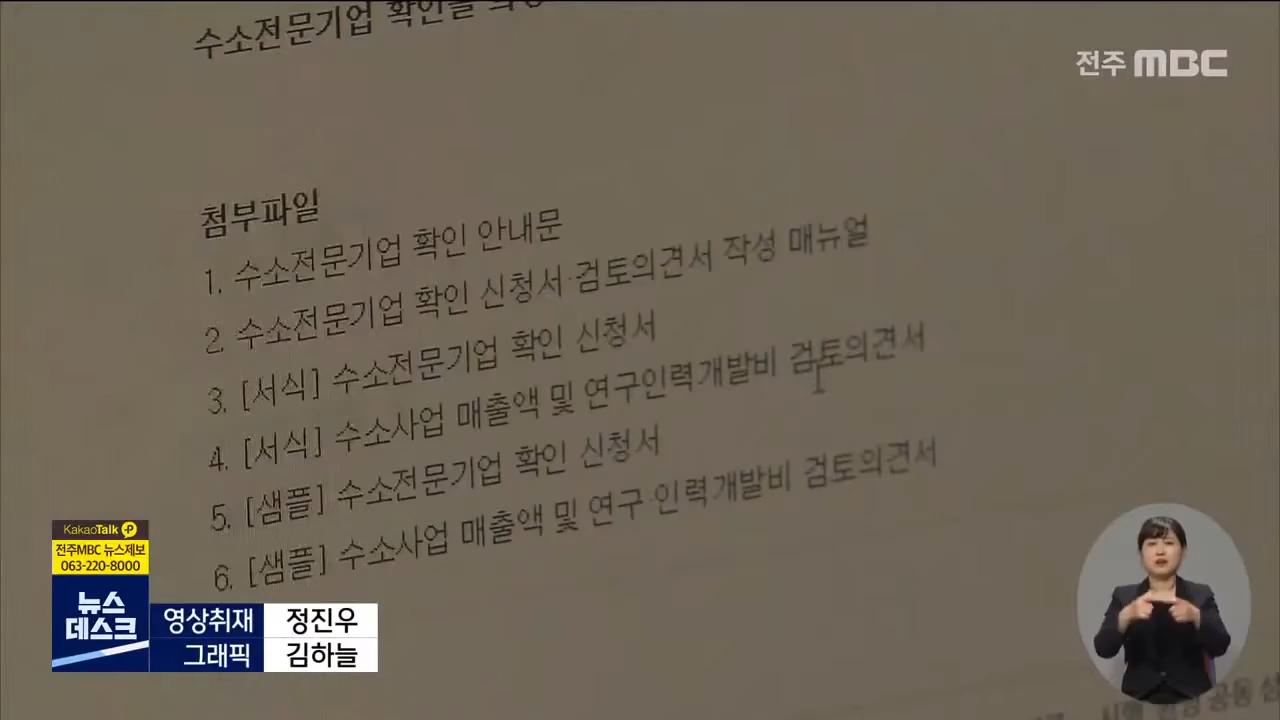 수소전문기업 확인을
전주 MBC
첨부파일
1. 수소전문기업 확인 안내문
2. 수소전문기업 확인 신청서·검토의견서 작성 매뉴얼
3. [서식] 수소전문기업 확인 신청서
4. [서식] 수소사업 매출액 및 연구인력개발비 검토의견서
5. [샘플] 수소전문기업 확인 신청서
6. [샘플] 수소사업 매출액 및 연구·인력개발비 검토의견서
KakaoTalk P
전주MBC 뉴스제보
063-220-8000
뉴스
데스크
영상취재 정진우
그래픽 김하늘
공동